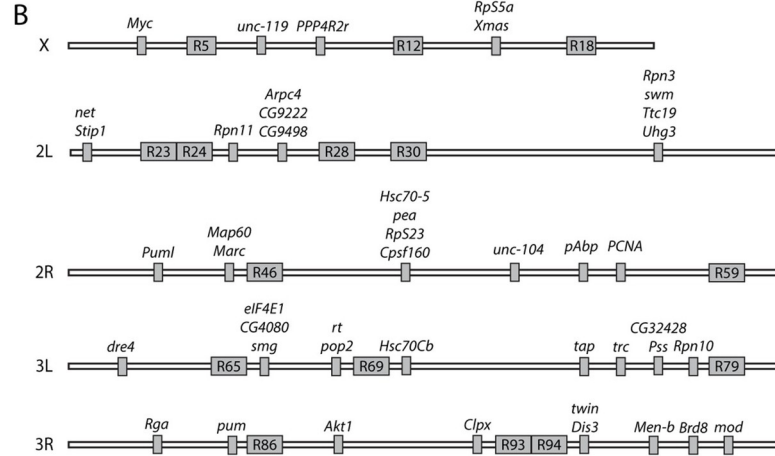 B
RpS5a
Myc unc-119 PPP4R2r Xmas
X R5 R12 R18
Rpn3
swm
Arpc4 Ttc19
net CG9222
Stip1 Rpn11 CG9498 Uhg3
2L R23 R24 R28 R30
Hsc70-5
pea
Map60 RpS23
Puml Marc Cpsf160 unc-104 pAbp PCNA
2R R46 R59
eIF4E1
CG4080 rt CG32428
dre4 smg pop2 Hsc70Cb tap trc Pss Rpn10
3L R65 R69 R79
twin
Rga pum Akt1 Clpx Dis3 Men-b Brd8 mod
3R R86 R93 R94